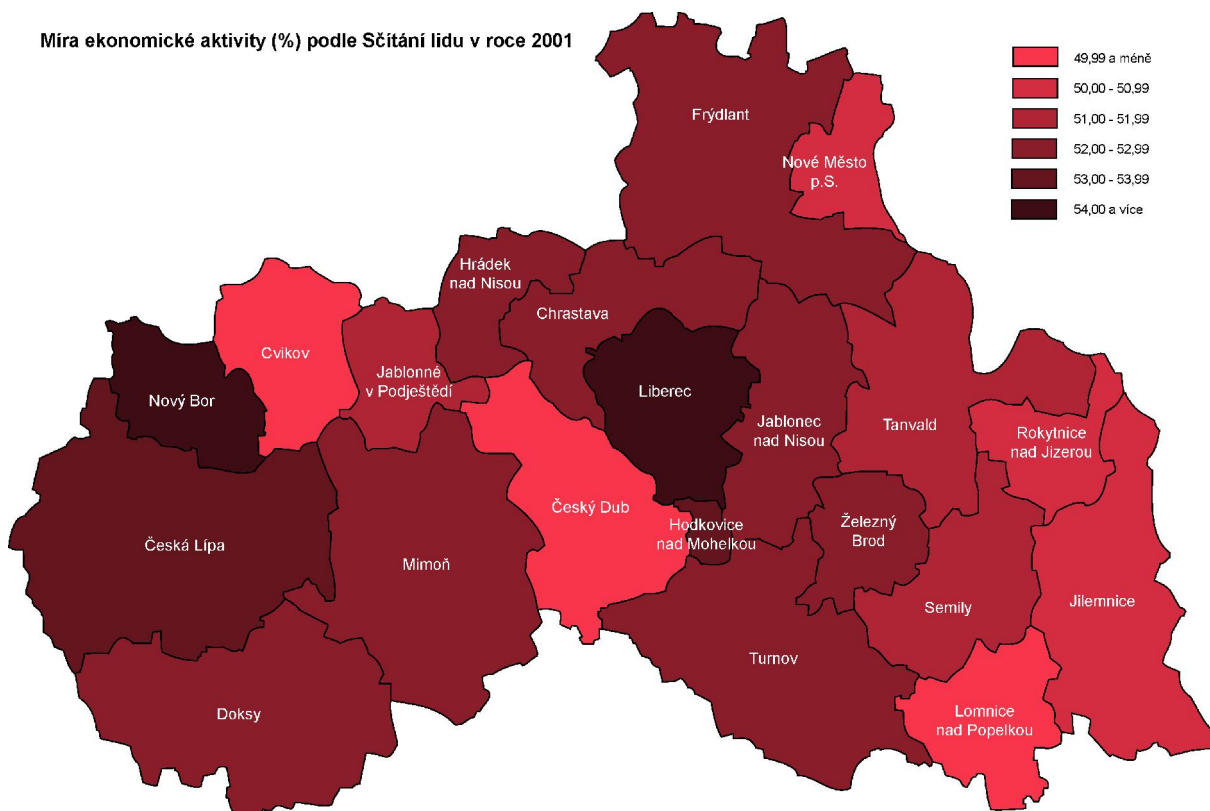 Míra ekonomické aktivity (%) podle Sčítání lidu v roce 2001
49,99 a méně
50,00 - 50,99
51,00 - 51,99
52,00 - 52,99
53,00 - 53,99
54,00 a více
Frýdlant
Nové Město
p.S.
Hrádek
nad Nisou
Chrastava
Cvikov
Jablonné
v Podještědí
Liberec
Nový Bor
Jablonec
nad Nisou
Tanvald
Rokytnice
nad Jizerou
Český Dub
Hodkovice
nad Mohelkou
Železný
Brod
Česká Lípa
Mimoň
Semily
Jilemnice
Turnov
Doksy
Lomnice
nad Popelkou